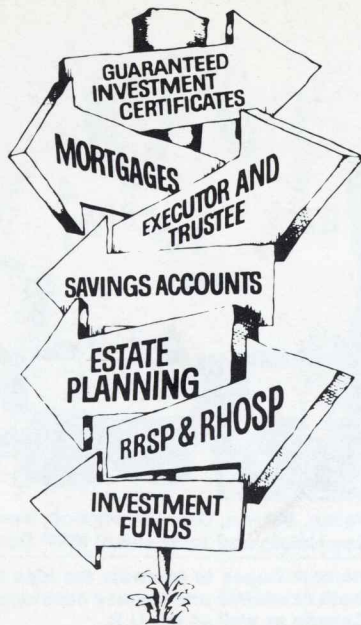 GUARANTEED
INVESTMENT
CERTIFICATES
MORTGAGES
EXECUTOR AND
TRUSTEE
SAVINGS ACCOUNTS
ESTATE
PLANNING
RRSP & RHOSP
INVESTMENT
FUNDS